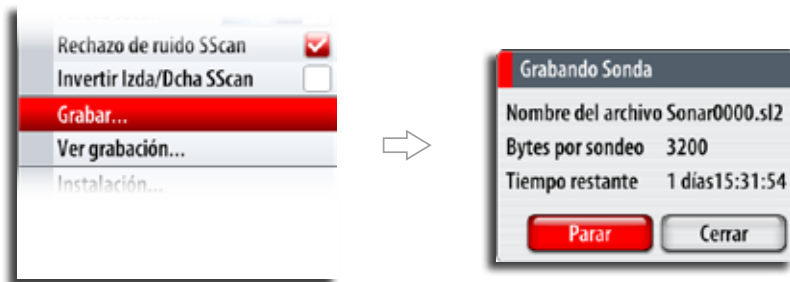 Rechazo de ruido SScan
Invertir Izda/Dcha SScan
Grabar...
Ver grabación...
Instalación...
Grabando Sonda
Nombre del archivo Sonar0000.sl2
Bytes por sondeo 3200
Tiempo restante 1 días15:31:54
Parar
Cerrar